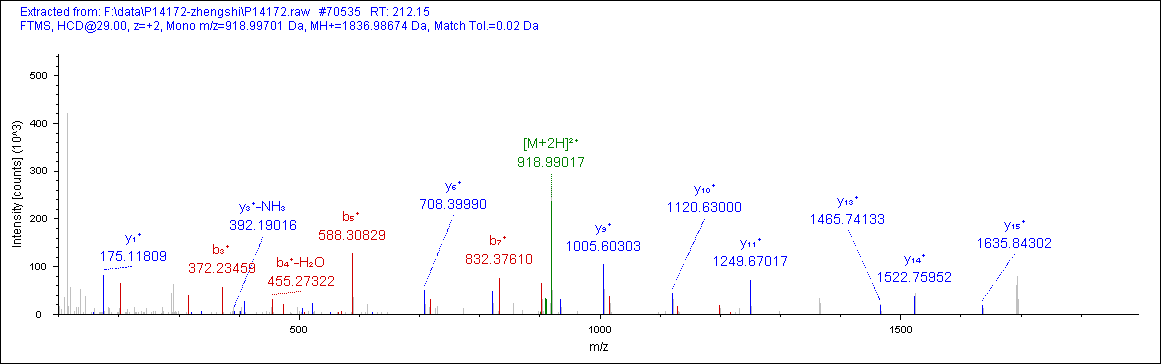 Extracted from: F:\data\P14172-zhengshi\P14172.raw #70535 RT: 212.15
FTMS, HCD@29.00, z=+2, Mono m/z=918.99701 Da, MH+=1836.98674 Da, Match Tol.=0.02 Da
Intensity [counts] (10^3)
500
400
300
200
100
0
[M+2H]²⁺
918.99017
y₆⁺
708.39990
y₁₀⁺
1120.63000
y₃⁺-NH₃
392.19016
b₅⁺
588.30829
y₁₃⁺
1465.74133
y₁⁺
175.11809
b₃⁺
372.23459
b₄⁺-H₂O
455.27322
b₇⁺
832.37610
y₉⁺
1005.60303
y₁₁⁺
1249.67017
y₁₄⁺
1522.75952
y₁₅⁺
1635.84302
500
1000
1500
m/z